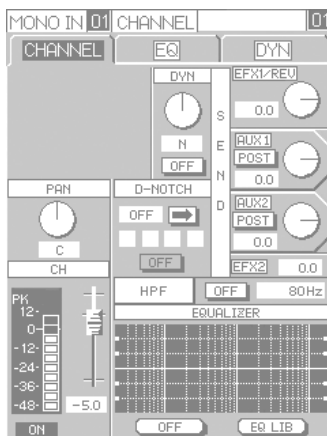 MONO IN 01 CHANNEL 01
CHANNEL EQ DYN
DYN
N
OFF
SEND
EFX1/REV
0.0
AUX1
POST
0.0
AUX2
POST
0.0
EFX2 0.0
PAN
C
D-NOTCH
OFF
OFF
CH
PK
12-
0-
-12-
-24-
-36-
-48-
-5.0
ON
HPF OFF 80Hz
EQUALIZER
OFF EQ LIB